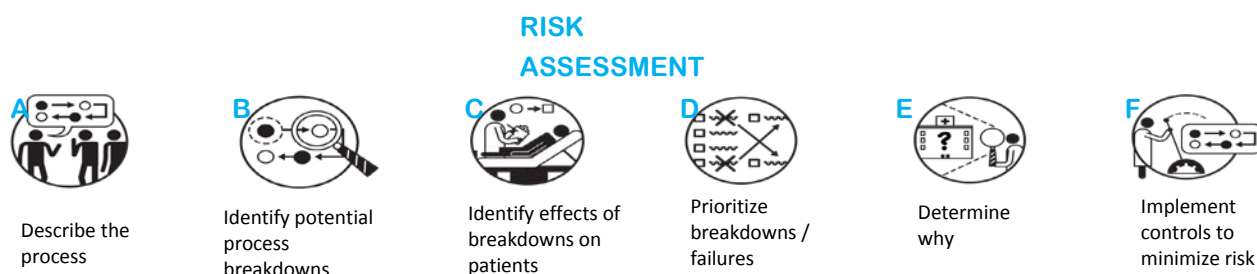 RISK
ASSESSMENT
A
Describe the
process
B
Identify potential
process
breakdowns
C
Identify effects of
breakdowns on
patients
D
Prioritize
breakdowns /
failures
E
?
Determine
why
F
Implement
controls to
minimize risk